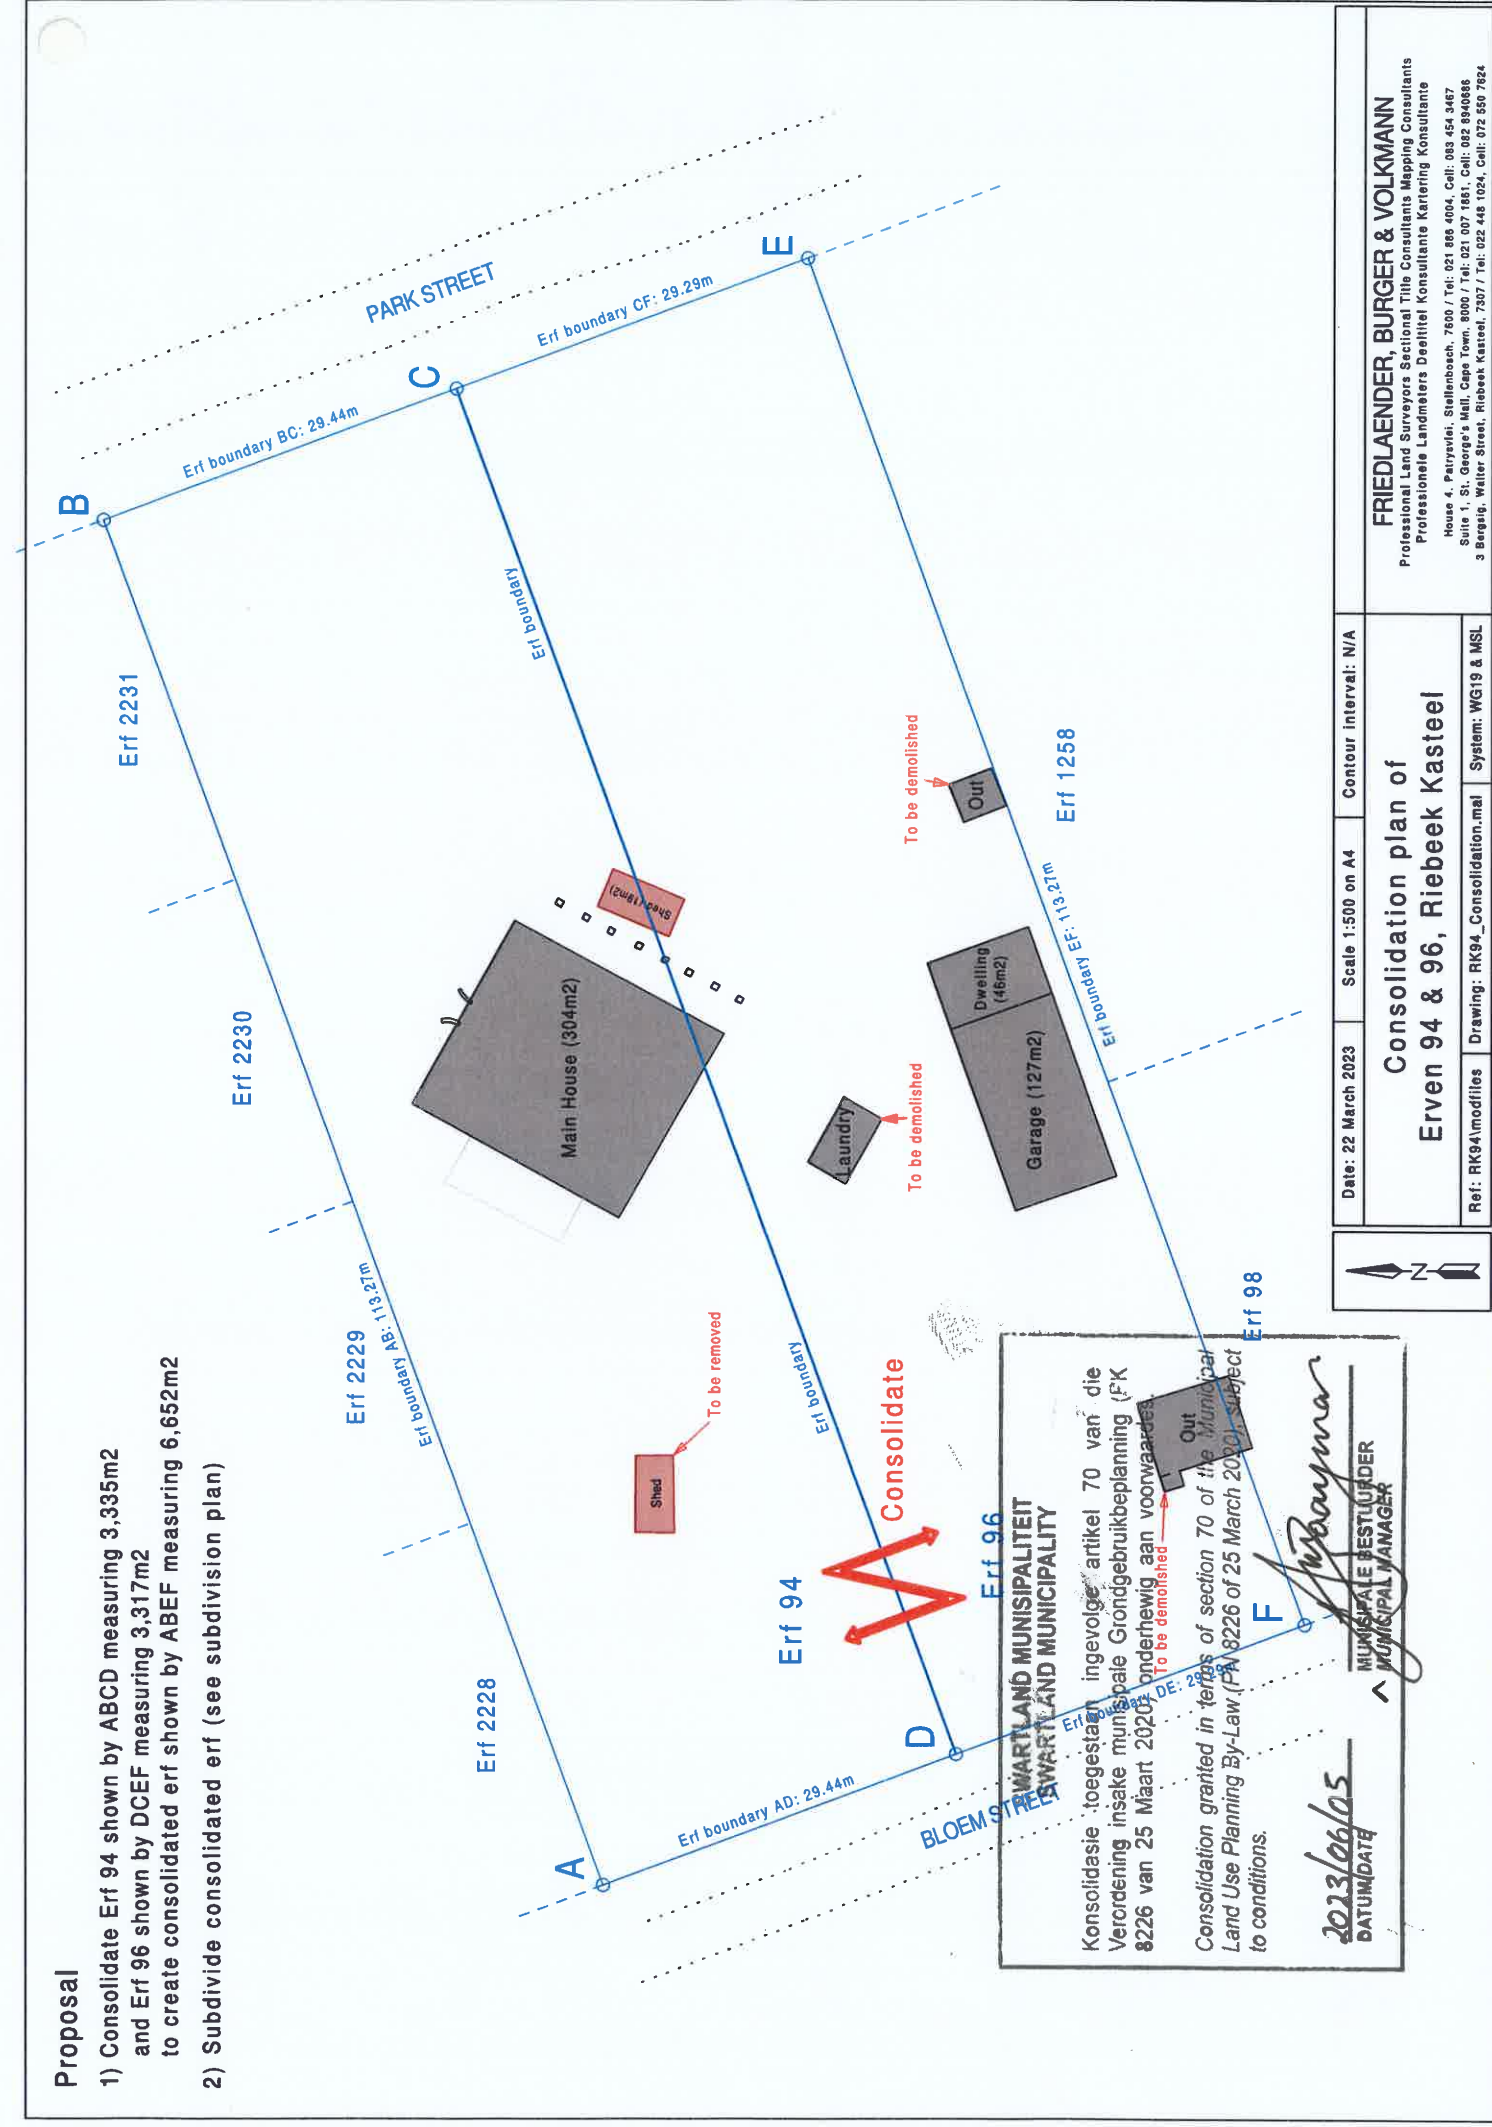 Proposal
1) Consolidate Erf 94 shown by ABCD measuring 3,335m2
and Erf 96 shown by DCEF measuring 3,317m2
to create consolidated erf shown by ABEF measuring 6,652m2
2) Subdivide consolidated erf (see subdivision plan)
Erf 2228
Erf 2229
Erf 2230
Erf 2231
A
B
C
D
E
F
Erf boundary AB: 113.27m
Erf boundary BC: 29.44m
Erf boundary CF: 29.29m
PARK STREET
Erf boundary
Erf boundary
Erf boundary AD: 29.44m
Erf boundary DE: 29.29m
BLOEM STREET
Erf boundary EF: 113.27m
Erf 94
Erf 96
Consolidate
Shed
To be removed
Main House (304m2)
Shed (19m2)
Laundry
To be demolished
Garage (127m2)
Dwelling
(46m2)
Out
To be demolished
Out
To be demolished
Erf 1258
Erf 98
SWARTLAND MUNISIPALITEIT
SWARTLAND MUNICIPALITY
Konsolidasie toegestaan ingevolge artikel 70 van die
Verordening insake munisipale Grondgebruikbeplanning (PK
8226 van 25 Maart 2020) onderhewig aan voorwaardes.
Consolidation granted in terms of section 70 of the Municipal
Land Use Planning By-Law (PN 8226 of 25 March 2020), subject
to conditions.
2023/06/05
DATUM/DATE
MUNISIPALE BESTUURDER
MUNICIPAL MANAGER
N
Date: 22 March 2023
Scale 1:500 on A4
Contour interval: N/A
Consolidation plan of
Erven 94 & 96, Riebeek Kasteel
Ref: RK94\modfiles
Drawing: RK94_Consolidation.mal
System: WG19 & MSL
FRIEDLAENDER, BURGER & VOLKMANN
Professional Land Surveyors Sectional Title Consultants Mapping Consultants
Professionele Landmeters Deeltitel Konsultante Kartering Konsultante
House 4, Patrysvlei, Stellenbosch, 7600 / Tel: 021 886 4004, Cell: 083 454 3467
Suite 1, St. George's Mall, Cape Town, 8000 / Tel: 021 007 1861, Cell: 082 8940686
3 Bergsig, Walter Street, Riebeek Kasteel, 7307 / Tel: 022 448 1024, Cell: 072 550 7624